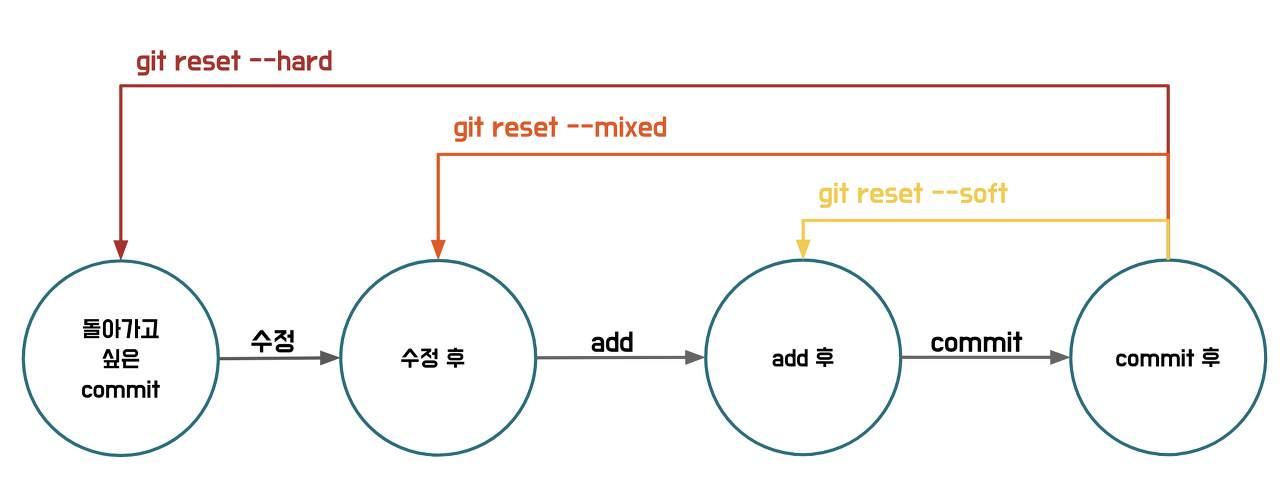 git reset --hard
git reset --mixed
git reset --soft
돌아가고
싶은
commit
수정
수정 후
add
add 후
commit
commit 후